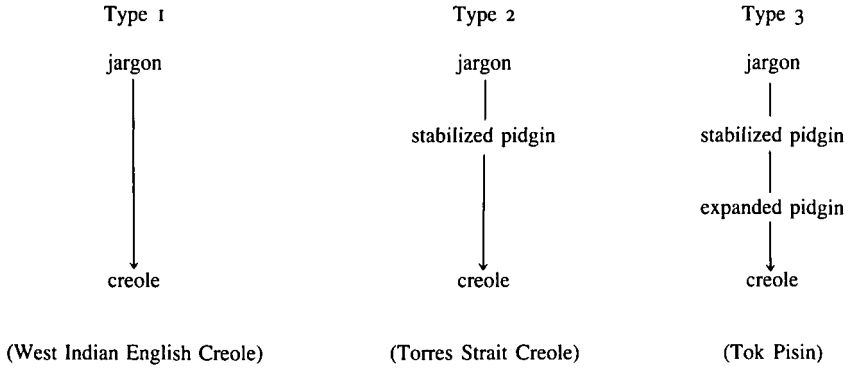 Type 1 Type 2 Type 3
jargon jargon jargon
stabilized pidgin stabilized pidgin
expanded pidgin
creole creole creole
(West Indian English Creole) (Torres Strait Creole) (Tok Pisin)